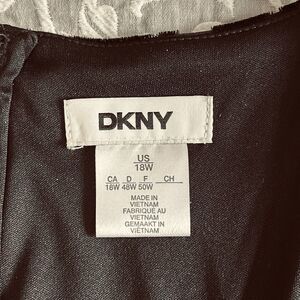 DKNY
US
18W
CA D F CH
18W 48W 50W
MADE IN
VIETNAM
FABRIQUÉ AU
VIETNAM
GEMAAKT IN
VIETNAM